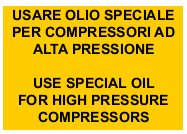 USARE OLIO SPECIALE
PER COMPRESSORI AD
ALTA PRESSIONE
USE SPECIAL OIL
FOR HIGH PRESSURE
COMPRESSORS